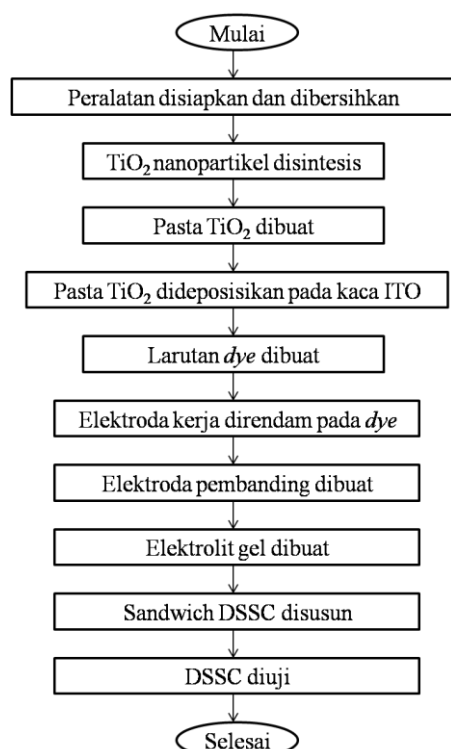 Mulai
Peralatan disiapkan dan dibersihkan
TiO₂ nanopartikel disintesis
Pasta TiO₂ dibuat
Pasta TiO₂ dideposisikan pada kaca ITO
Larutan dye dibuat
Elektroda kerja direndam pada dye
Elektroda pembanding dibuat
Elektrolit gel dibuat
Sandwich DSSC disusun
DSSC diuji
Selesai